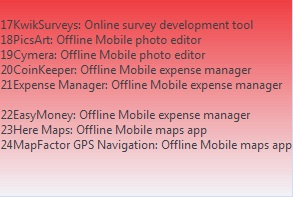 17KwikSurveys: Online survey development tool
18PicsArt: Offline Mobile photo editor
19Cymera: Offline Mobile photo editor
20CoinKeeper: Offline Mobile expense manager
21Expense Manager: Offline Mobile expense manager
22EasyMoney: Offline Mobile expense manager
23Here Maps: Offline Mobile maps app
24MapFactor GPS Navigation: Offline Mobile maps app